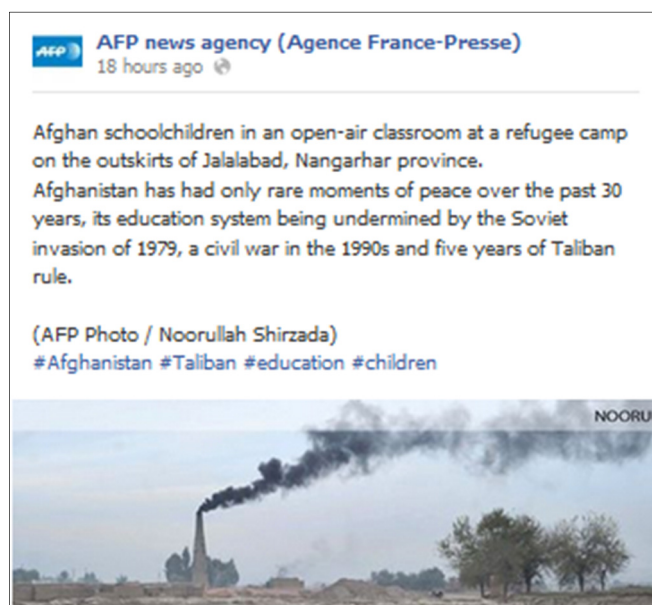 AFP
AFP news agency (Agence France-Presse)
18 hours ago
Afghan schoolchildren in an open-air classroom at a refugee camp
on the outskirts of Jalalabad, Nangarhar province.
Afghanistan has had only rare moments of peace over the past 30
years, its education system being undermined by the Soviet
invasion of 1979, a civil war in the 1990s and five years of Taliban
rule.
(AFP Photo / Noorullah Shirzada)
#Afghanistan #Taliban #education #children
NOORU